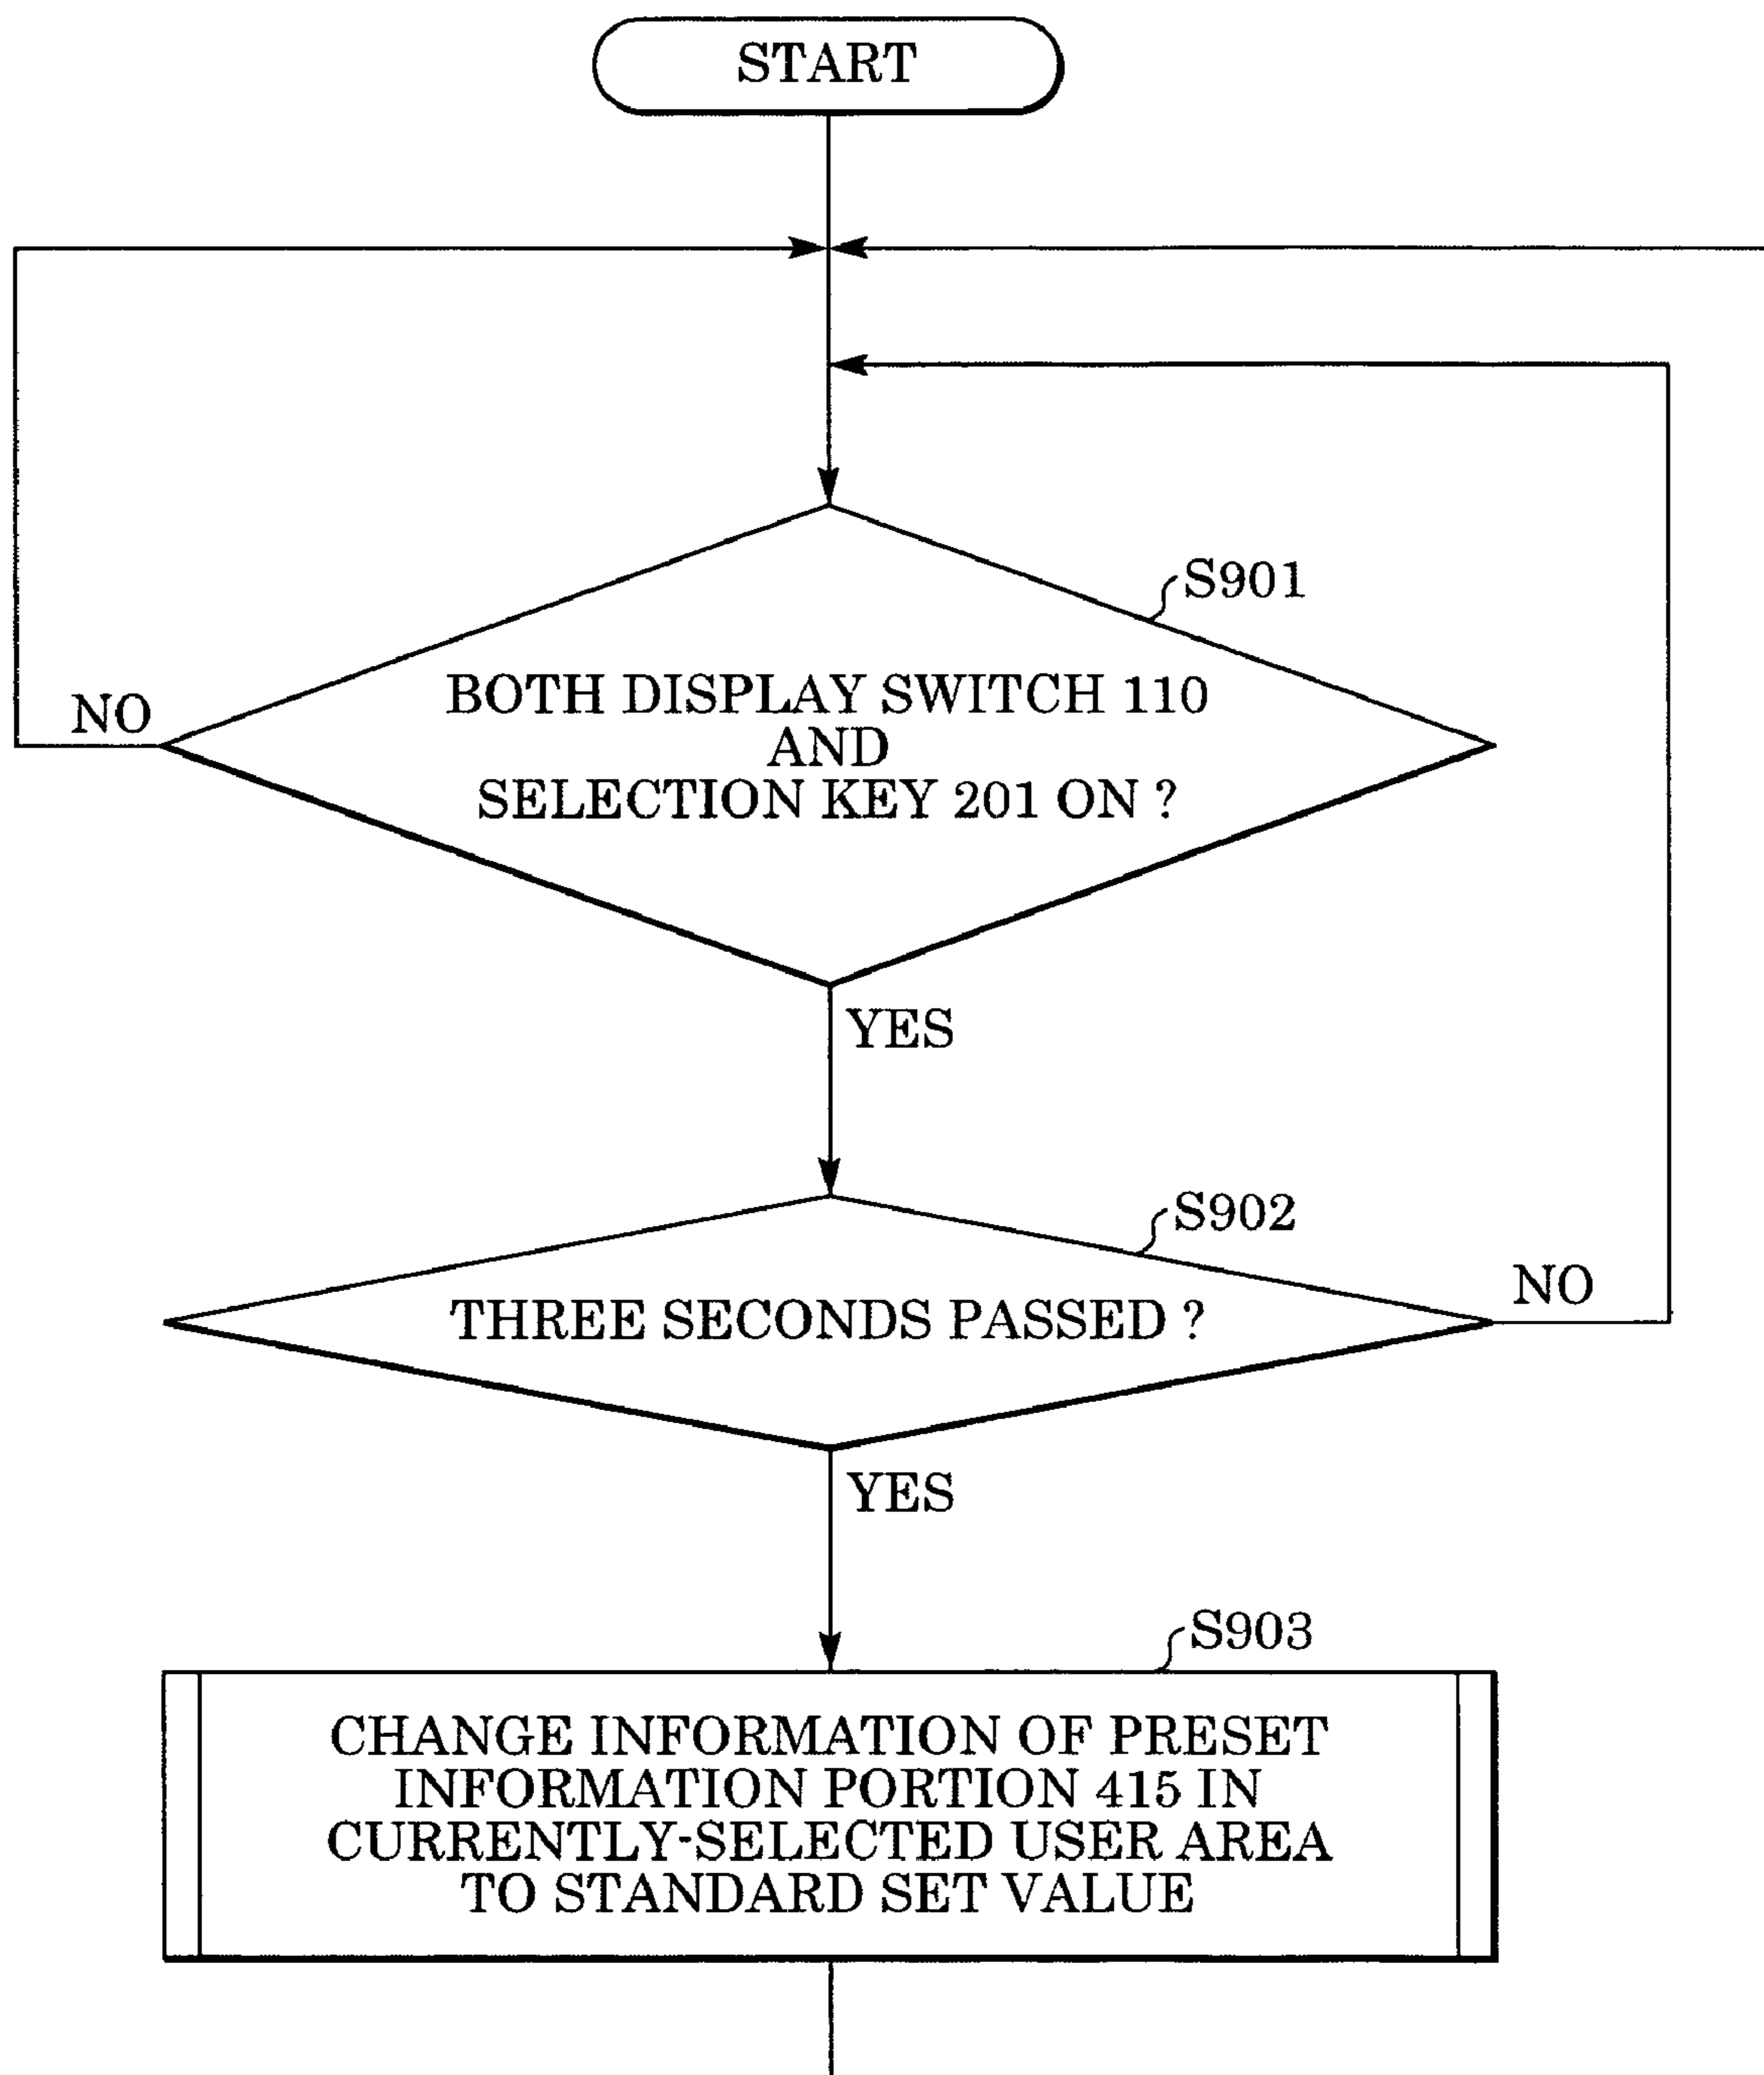 START
S901
BOTH DISPLAY SWITCH 110
AND
SELECTION KEY 201 ON ?
NO
YES
S902
THREE SECONDS PASSED ?
NO
YES
S903
CHANGE INFORMATION OF PRESET
INFORMATION PORTION 415 IN
CURRENTLY-SELECTED USER AREA
TO STANDARD SET VALUE